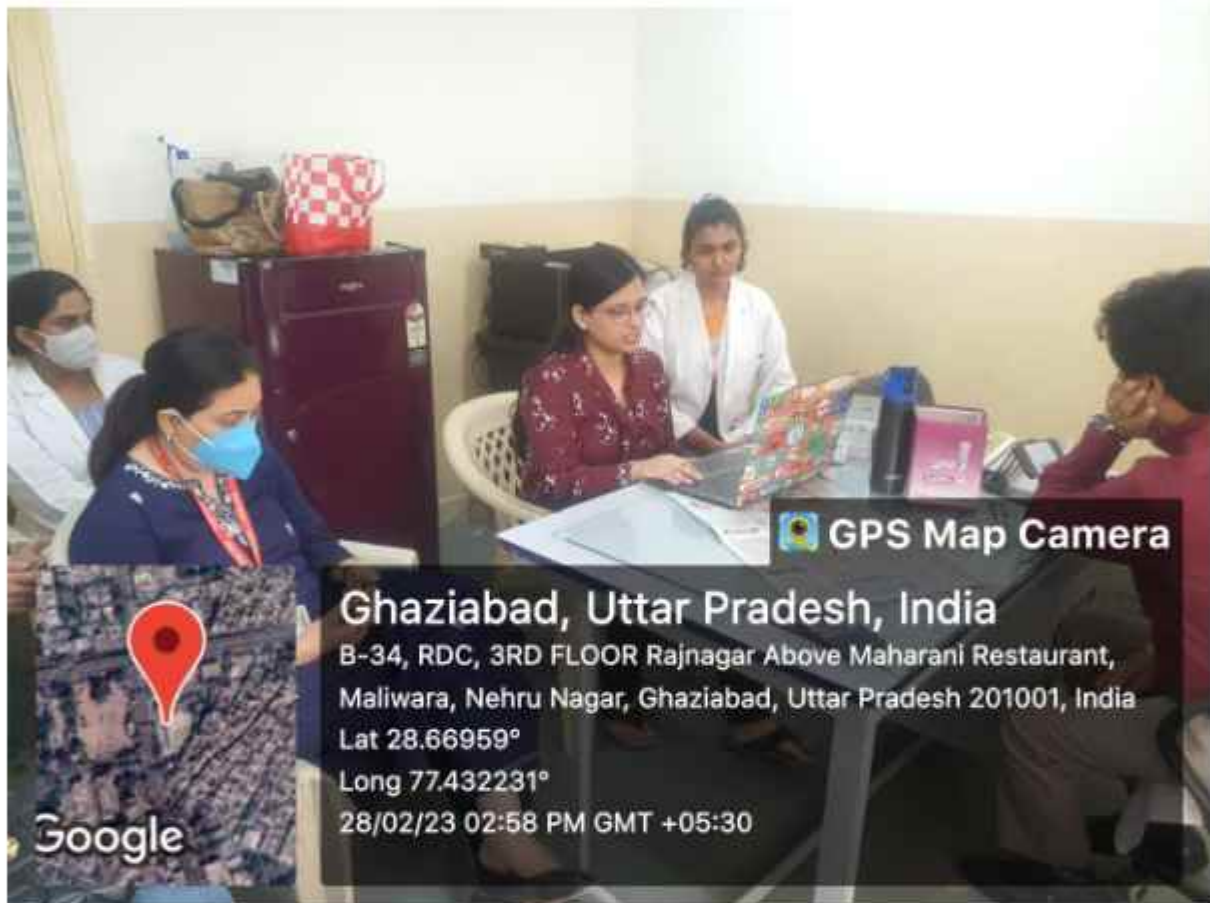 GPS Map Camera
Ghaziabad, Uttar Pradesh, India
B-34, RDC, 3RD FLOOR Rajnagar Above Maharani Restaurant,
Maliwara, Nehru Nagar, Ghaziabad, Uttar Pradesh 201001, India
Lat 28.66959°
Long 77.432231°
28/02/23 02:58 PM GMT +05:30
Google